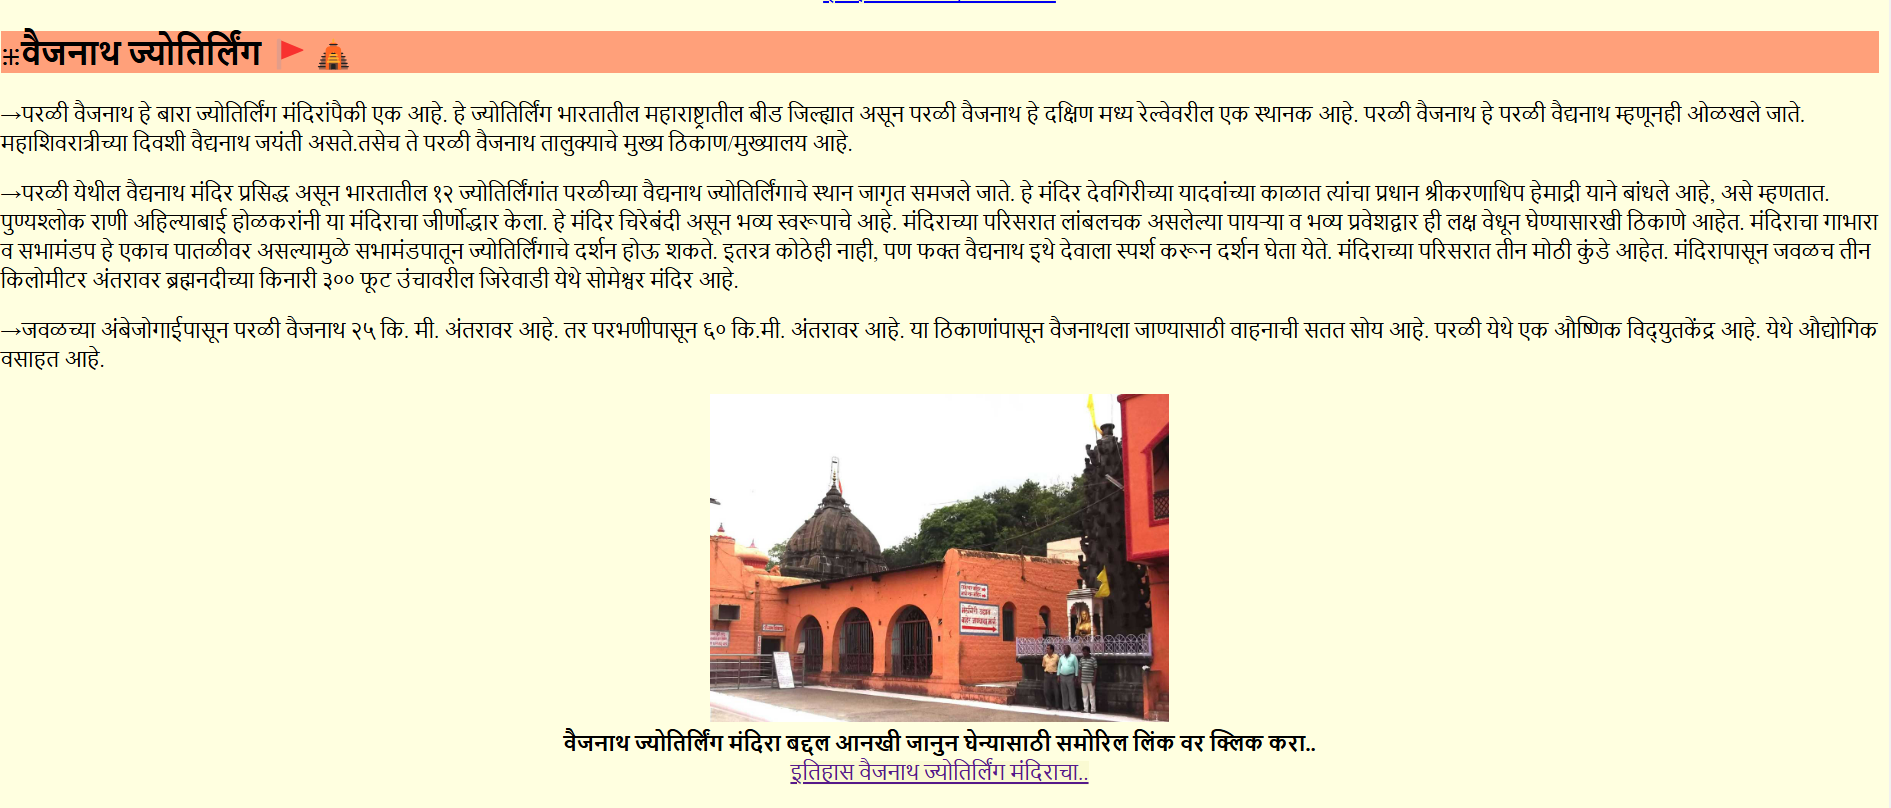 ⁜वैजनाथ ज्योतिर्लिंग 🚩 🛕
→परळी वैजनाथ हे बारा ज्योतिर्लिंग मंदिरांपैकी एक आहे. हे ज्योतिर्लिंग भारतातील महाराष्ट्रातील बीड जिल्ह्यात असून परळी वैजनाथ हे दक्षिण मध्य रेल्वेवरील एक स्थानक आहे. परळी वैजनाथ हे परळी वैद्यनाथ म्हणूनही ओळखले जाते.
महाशिवरात्रीच्या दिवशी वैद्यनाथ जयंती असते.तसेच ते परळी वैजनाथ तालुक्याचे मुख्य ठिकाण/मुख्यालय आहे.
→परळी येथील वैद्यनाथ मंदिर प्रसिद्ध असून भारतातील १२ ज्योतिर्लिंगांत परळीच्या वैद्यनाथ ज्योतिर्लिंगाचे स्थान जागृत समजले जाते. हे मंदिर देवगिरीच्या यादवांच्या काळात त्यांचा प्रधान श्रीकरणाधिप हेमाद्री याने बांधले आहे, असे म्हणतात.
पुण्यश्लोक राणी अहिल्याबाई होळकरांनी या मंदिराचा जीर्णोद्धार केला. हे मंदिर चिरेबंदी असून भव्य स्वरूपाचे आहे. मंदिराच्या परिसरात लांबलचक असलेल्या पायऱ्या व भव्य प्रवेशद्वार ही लक्ष वेधून घेण्यासारखी ठिकाणे आहेत. मंदिराचा गाभारा
व सभामंडप हे एकाच पातळीवर असल्यामुळे सभामंडपातून ज्योतिर्लिंगाचे दर्शन होऊ शकते. इतरत्र कोठेही नाही, पण फक्त वैद्यनाथ इथे देवाला स्पर्श करून दर्शन घेता येते. मंदिराच्या परिसरात तीन मोठी कुंडे आहेत. मंदिरापासून जवळच तीन
किलोमीटर अंतरावर ब्रह्मनदीच्या किनारी ३०० फूट उंचावरील जिरेवाडी येथे सोमेश्वर मंदिर आहे.
→जवळच्या अंबेजोगाईपासून परळी वैजनाथ २५ कि. मी. अंतरावर आहे. तर परभणीपासून ६० कि.मी. अंतरावर आहे. या ठिकाणांपासून वैजनाथला जाण्यासाठी वाहनाची सतत सोय आहे. परळी येथे एक औष्णिक विद्युतकेंद्र आहे. येथे औद्योगिक
वसाहत आहे.
वैजनाथ ज्योतिर्लिंग मंदिरा बद्दल आनखी जानुन घेन्यासाठी समोरिल लिंक वर क्लिक करा..
इतिहास वैजनाथ ज्योतिर्लिंग मंदिराचा..